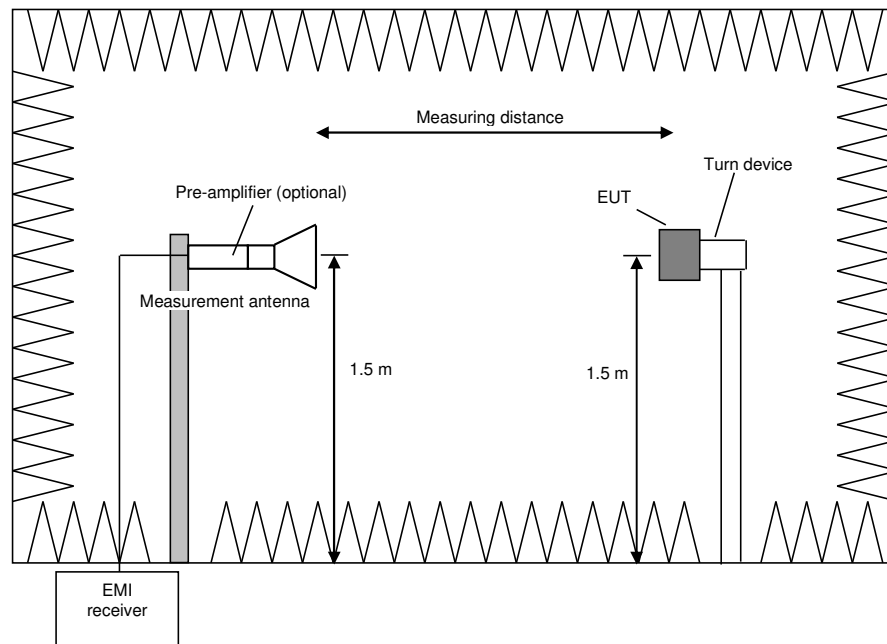 Measuring distance
Turn device
Pre-amplifier (optional)
EUT
Measurement antenna
1.5 m
1.5 m
EMI
receiver